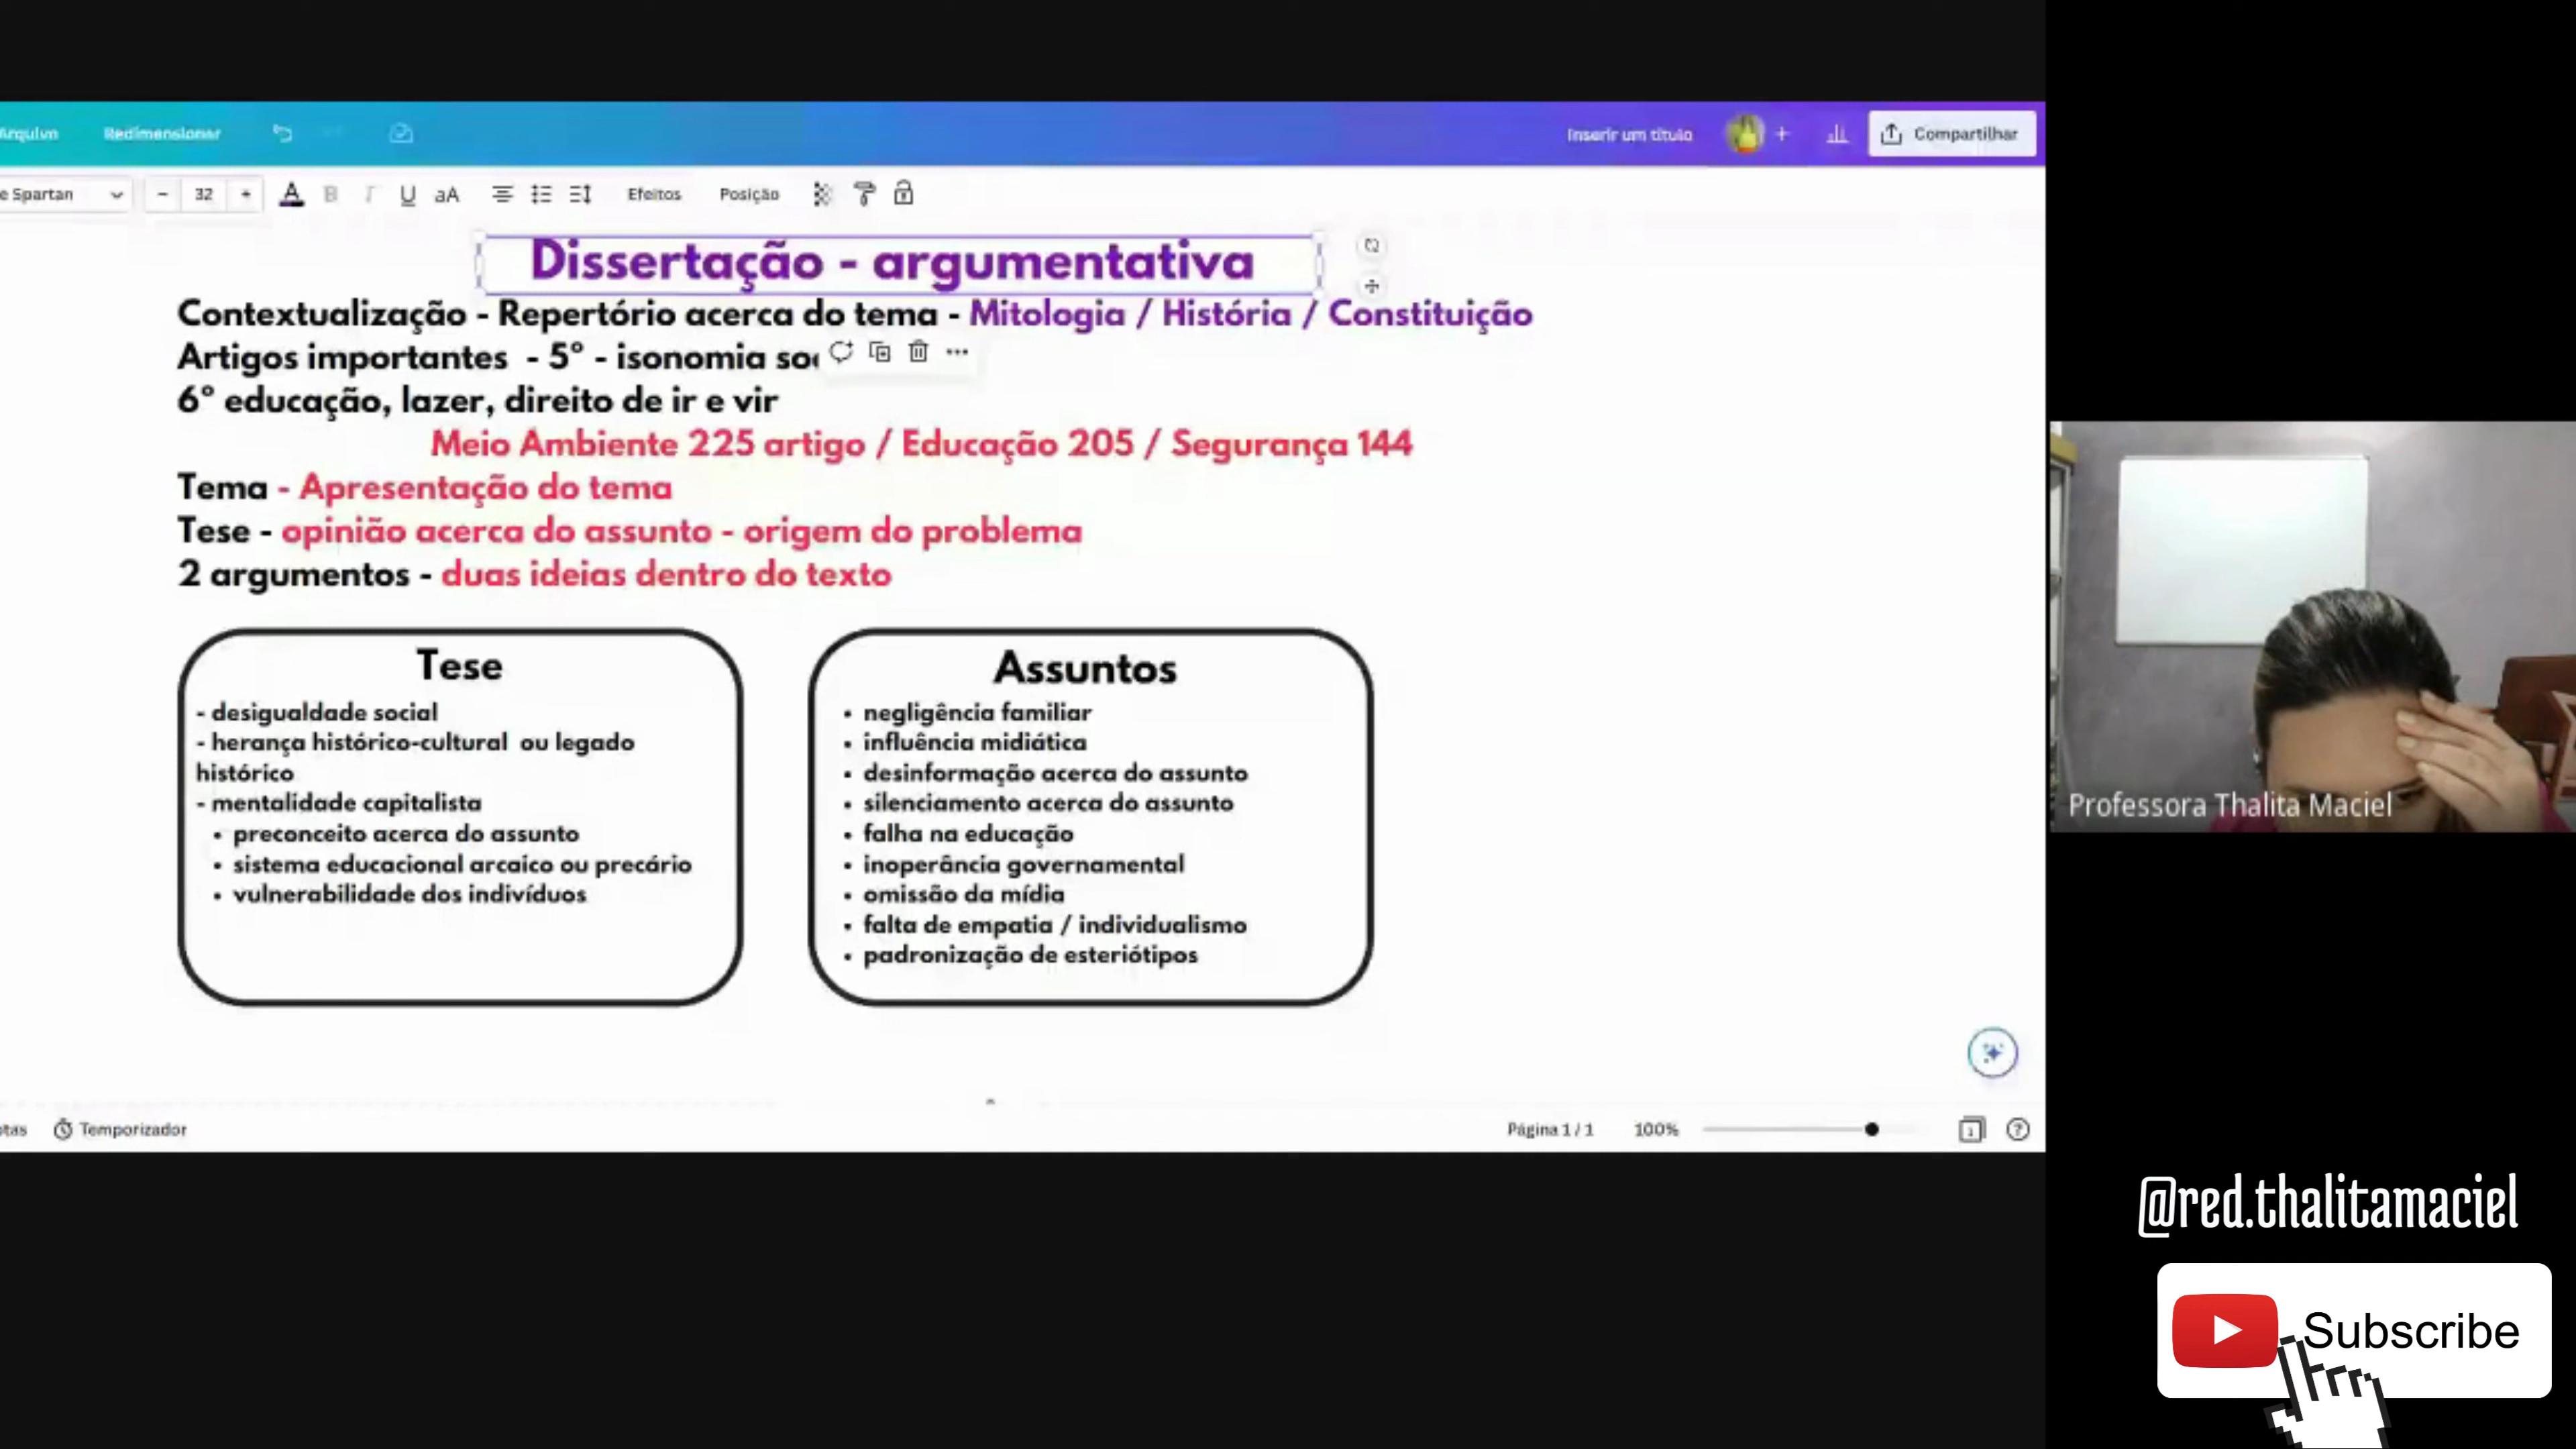 Arquivo
Redimensionar
Inserir um título
Compartilhar
e Spartan
32
aA
Efeitos
Posição
Dissertação - argumentativa
Contextualização - Repertório acerca do tema - Mitologia / História / Constituição
Artigos importantes - 5º - isonomia
6º educação, lazer, direito de ir e vir
Meio Ambiente 225 artigo / Educação 205 / Segurança 144
Tema - Apresentação do tema
Tese - opinião acerca do assunto - origem do problema
2 argumentos - duas ideias dentro do texto
Tese
- desigualdade social
- herança histórico-cultural ou legado
histórico
- mentalidade capitalista
• preconceito acerca do assunto
• sistema educacional arcaico ou precário
• vulnerabilidade dos indivíduos
Assuntos
• negligência familiar
• influência midiática
• desinformação acerca do assunto
• silenciamento acerca do assunto
• falha na educação
• inoperância governamental
• omissão da mídia
• falta de empatia / individualismo
• padronização de esteriótipos
Professora Thalita Maciel
Temporizador
Página 1 / 1
100%
1
@red.thalitamaciel
Subscribe